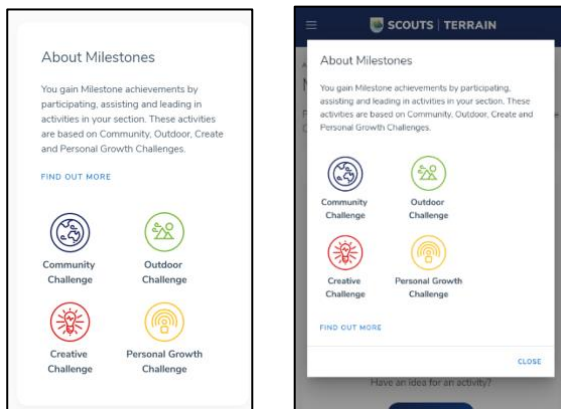 About Milestones
You gain Milestone achievements by
participating, assisting and leading in
activities in your section. These activities
are based on Community, Outdoor, Create
and Personal Growth Challenges.
FIND OUT MORE
Community
Challenge
Outdoor
Challenge
Creative
Challenge
Personal Growth
Challenge
SCOUTS | TERRAIN
About Milestones
You gain Milestone achievements by participating,
assisting and leading in activities in your section. These
activities are based on Community, Outdoor, Create and
Personal Growth Challenges.
Community
Challenge
Outdoor
Challenge
Creative
Challenge
Personal Growth
Challenge
FIND OUT MORE
CLOSE
Have an idea for an activity?